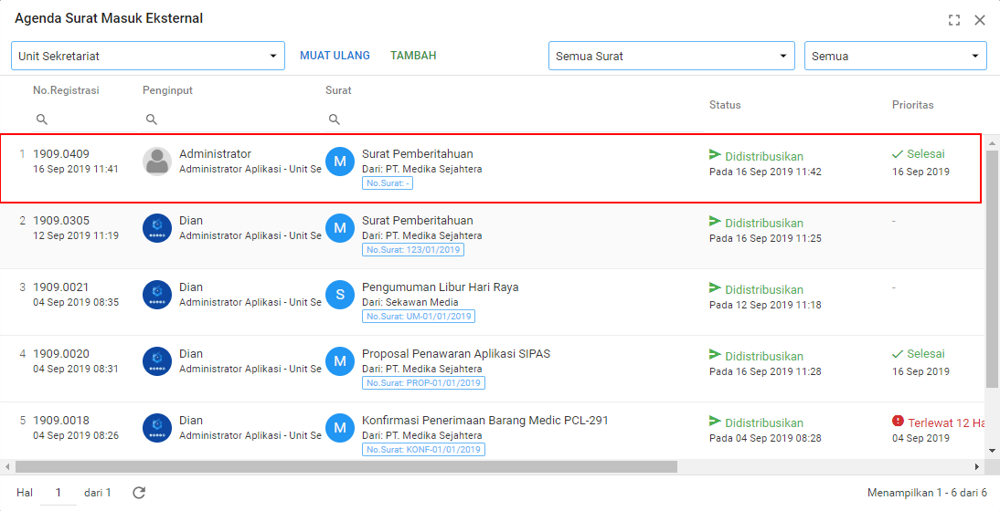 Agenda Surat Masuk Eksternal
Unit Sekretariat MUAT ULANG TAMBAH Semua Surat Semua
No.Registrasi Penginput Surat Status Prioritas
1 1909.0409 Administrator M Surat Pemberitahuan Didistribusikan Selesai
16 Sep 2019 11:41 Administrator Aplikasi - Unit Se Dari: PT. Medika Sejahtera Pada 16 Sep 2019 11:42 16 Sep 2019
No.Surat: -
2 1909.0305 Dian M Surat Pemberitahuan Didistribusikan -
12 Sep 2019 11:19 Administrator Aplikasi - Unit Se Dari: PT. Medika Sejahtera Pada 16 Sep 2019 11:25
No.Surat: 123/01/2019
3 1909.0021 Dian S Pengumuman Libur Hari Raya Didistribusikan -
04 Sep 2019 08:35 Administrator Aplikasi - Unit Se Dari: Sekawan Media Pada 12 Sep 2019 11:18
No.Surat: UM-01/01/2019
4 1909.0020 Dian M Proposal Penawaran Aplikasi SIPAS Didistribusikan Selesai
04 Sep 2019 08:31 Administrator Aplikasi - Unit Se Dari: PT. Medika Sejahtera Pada 16 Sep 2019 11:28 16 Sep 2019
No.Surat: PROP-01/01/2019
5 1909.0018 Dian M Konfirmasi Penerimaan Barang Medic PCL-291 Didistribusikan Terlewat 12 Ha
04 Sep 2019 08:26 Administrator Aplikasi - Unit Se Dari: PT. Medika Sejahtera Pada 04 Sep 2019 08:28 04 Sep 2019
No.Surat: KONF-01/01/2019
Hal 1 dari 1 Menampilkan 1 - 6 dari 6